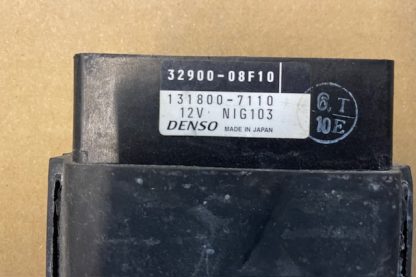 32900-08F10
131800-7110
12V NIG103
DENSO MADE IN JAPAN
6. T
10E